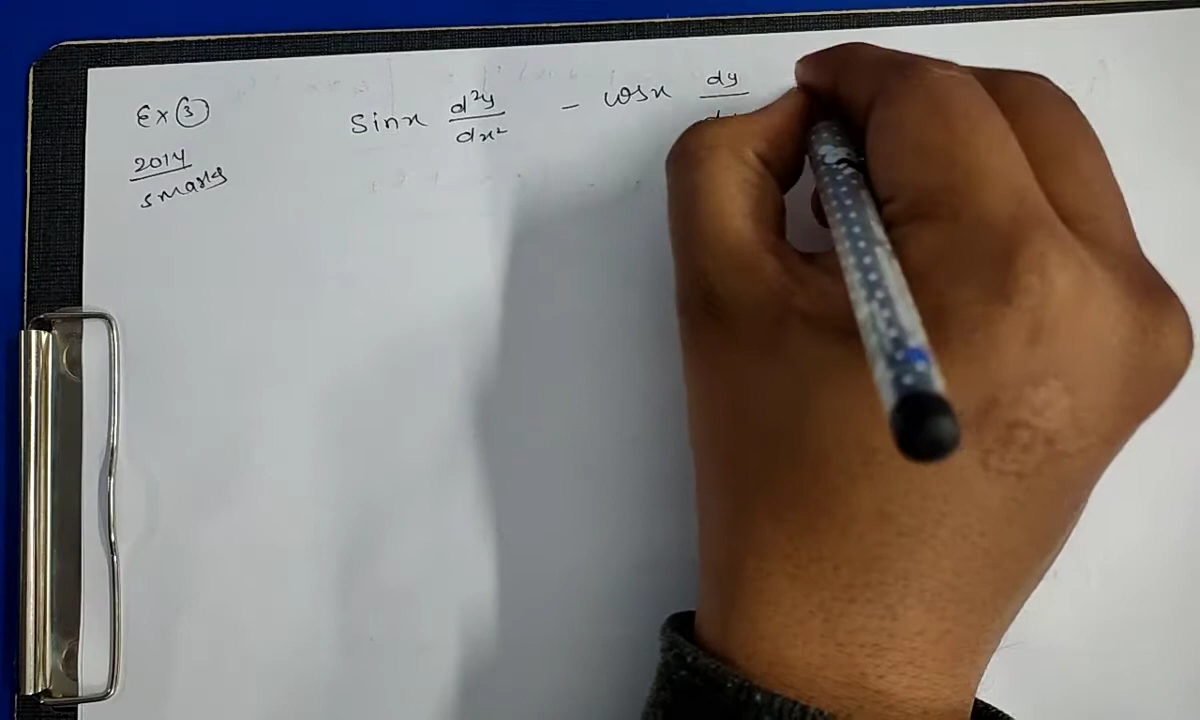 Ex ③ sinx d²y/dx² - cosx dy/
2014
5 marks